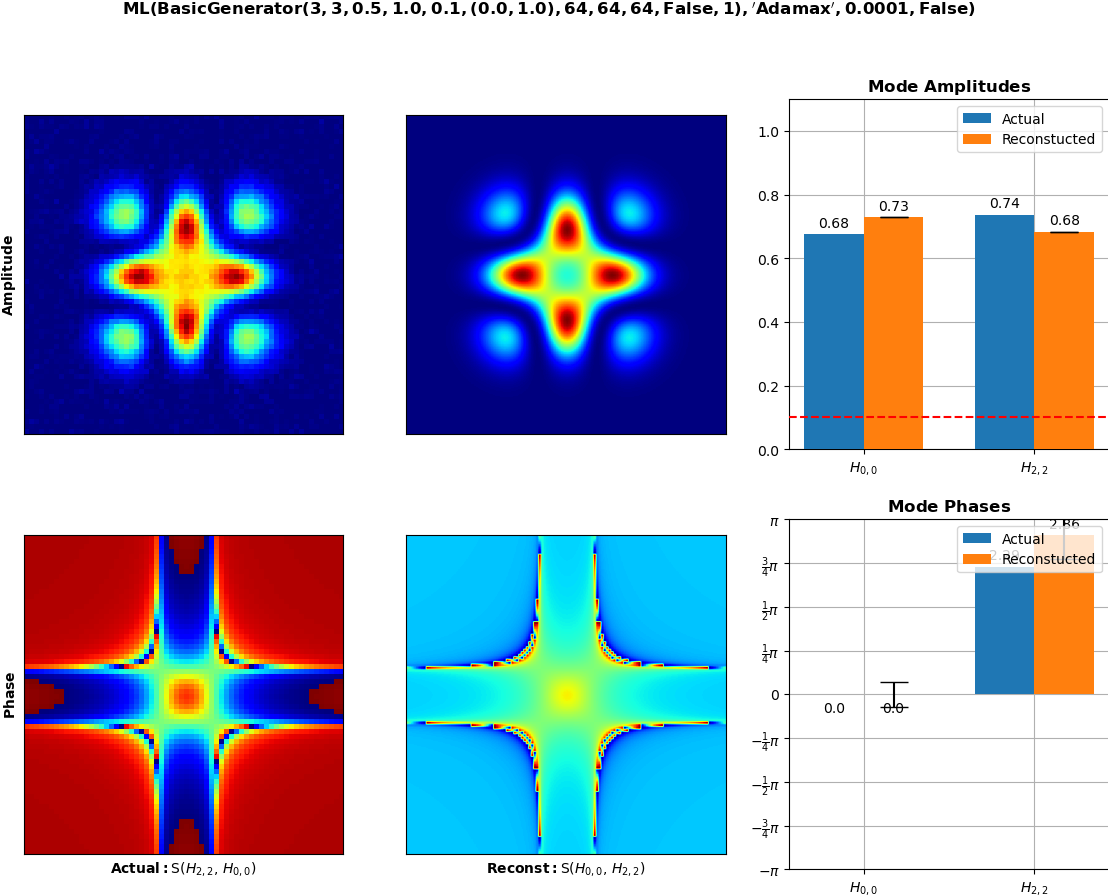 ML(BasicGenerator(3, 3, 0.5, 1.0, 0.1, (0.0, 1.0), 64, 64, 64, False, 1), ′Adamax′, 0.0001, False)
Amplitude
Mode Amplitudes
Actual
Reconstucted
1.0
0.8
0.6
0.4
0.2
0.0
0.68
0.73
0.74
0.68
H0,0
H2,2
Phase
Actual: S(H2,2, H0,0)
Reconst: S(H0,0, H2,2)
Mode Phases
Actual
Reconstucted
π
3/4π
1/2π
1/4π
0
−1/4π
−1/2π
−3/4π
−π
0.0
0.0
2.86
H0,0
H2,2